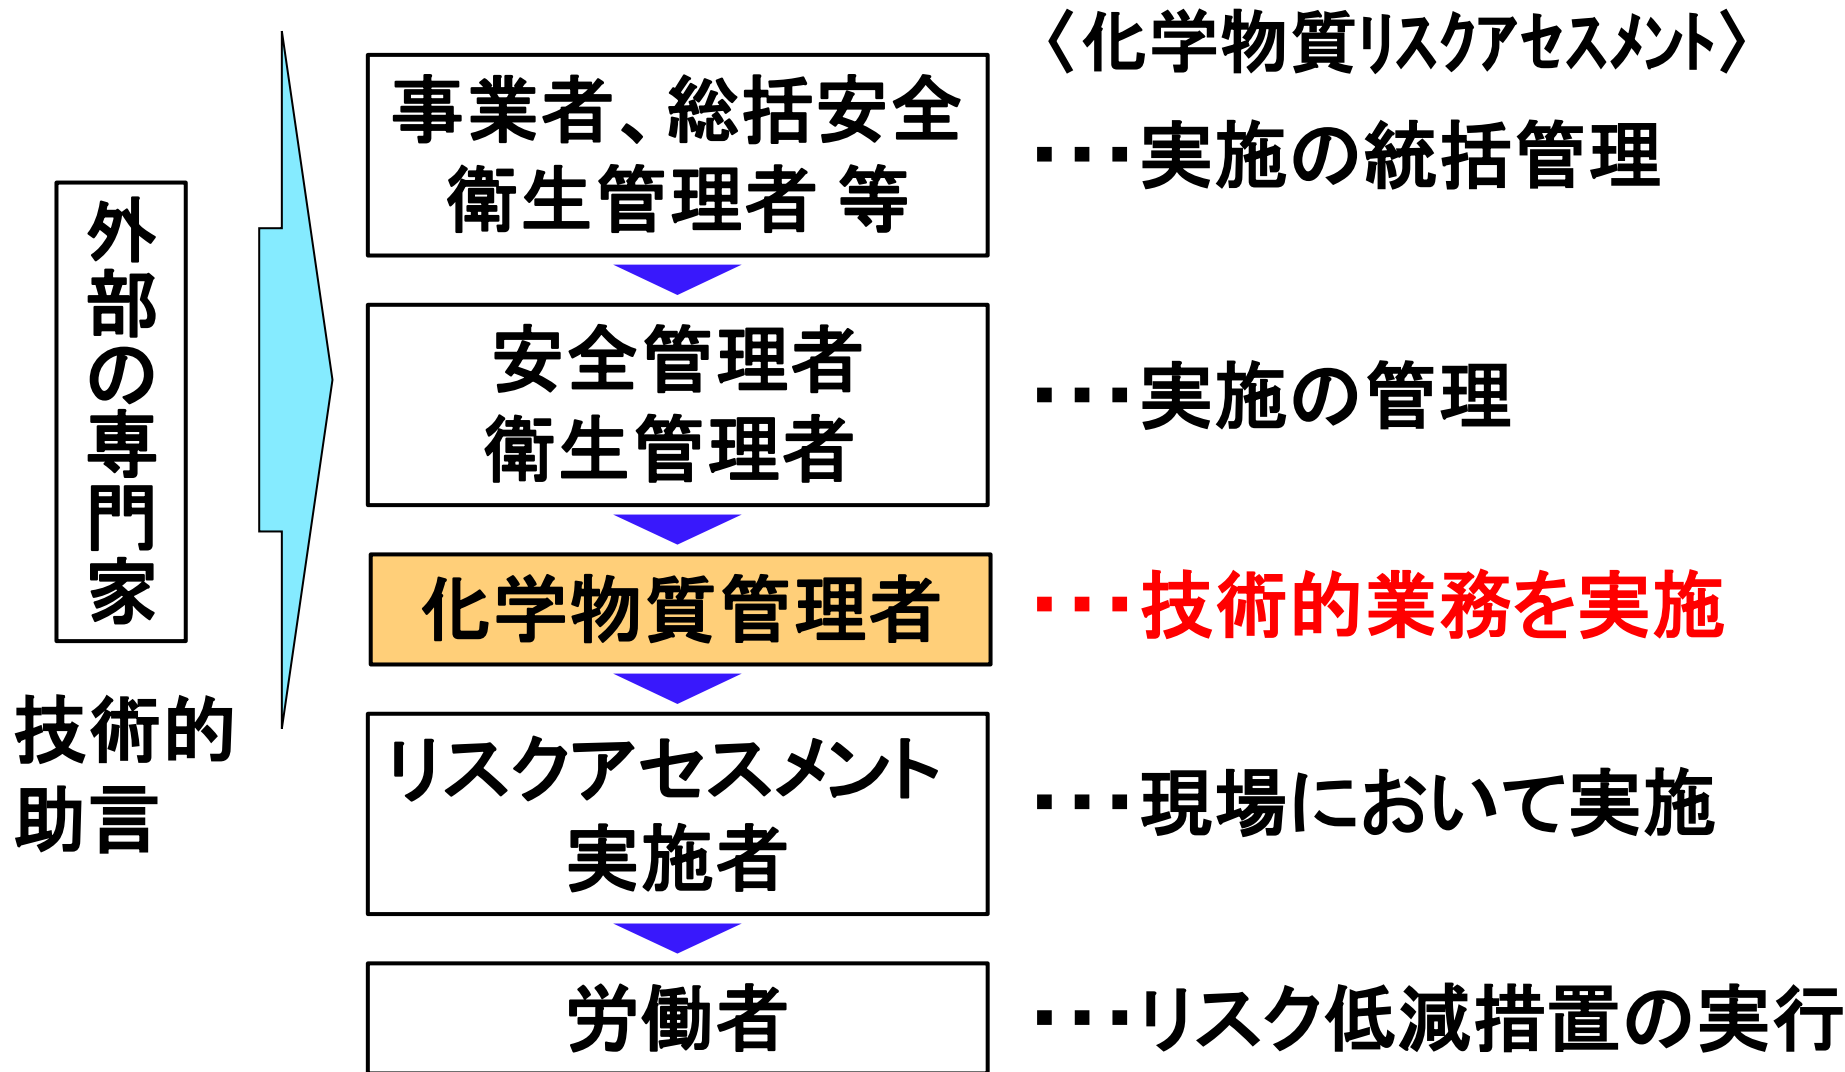 〈化学物質リスクアセスメント〉
事業者、総括安全
衛生管理者 等
・・・実施の統括管理
外部の専門家
技術的
助言
安全管理者
衛生管理者
・・・実施の管理
化学物質管理者
・・・技術的業務を実施
リスクアセスメント
実施者
・・・現場において実施
労働者
・・・リスク低減措置の実行